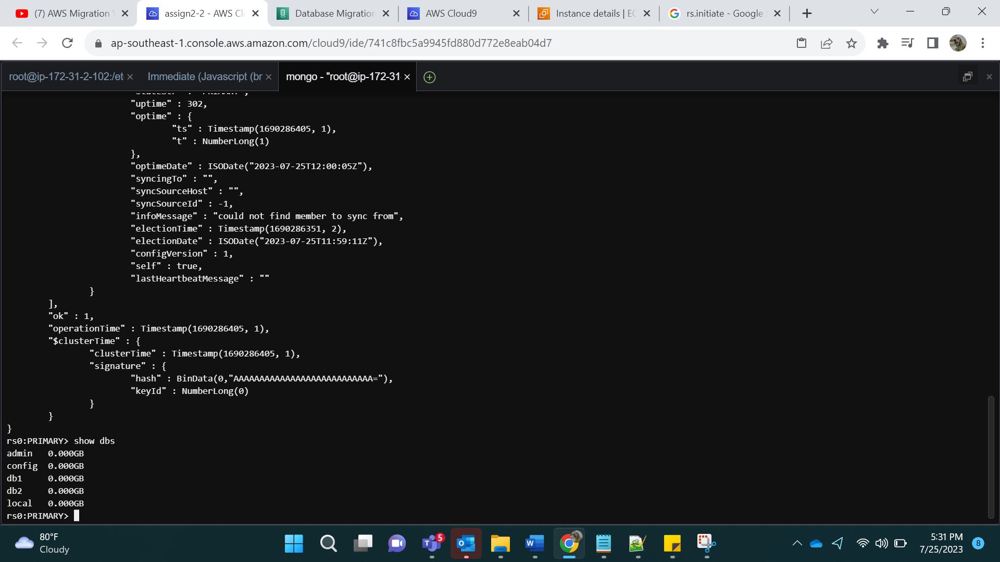 (7) AWS Migration
assign2-2 - AWS Cl
Database Migration
AWS Cloud9
Instance details | EC
rs.initiate - Google
ap-southeast-1.console.aws.amazon.com/cloud9/ide/741c8fbc5a9945fd880d772e8eab04d7
root@ip-172-31-2-102:/et
Immediate (Javascript (br
mongo - "root@ip-172-31
"uptime" : 302,
"optime" : {
"ts" : Timestamp(1690286405, 1),
"t" : NumberLong(1)
},
"optimeDate" : ISODate("2023-07-25T12:00:05Z"),
"syncingTo" : "",
"syncSourceHost" : "",
"syncSourceId" : -1,
"infoMessage" : "could not find member to sync from",
"electionTime" : Timestamp(1690286351, 2),
"electionDate" : ISODate("2023-07-25T11:59:11Z"),
"configVersion" : 1,
"self" : true,
"lastHeartbeatMessage" : ""
}
],
"ok" : 1,
"operationTime" : Timestamp(1690286405, 1),
"$clusterTime" : {
"clusterTime" : Timestamp(1690286405, 1),
"signature" : {
"hash" : BinData(0,"AAAAAAAAAAAAAAAAAAAAAAAAAAA="),
"keyId" : NumberLong(0)
}
}
}
rs0:PRIMARY> show dbs
admin 0.000GB
config 0.000GB
db1 0.000GB
db2 0.000GB
local 0.000GB
rs0:PRIMARY>
80°F
Cloudy
5
5:31 PM
7/25/2023
8